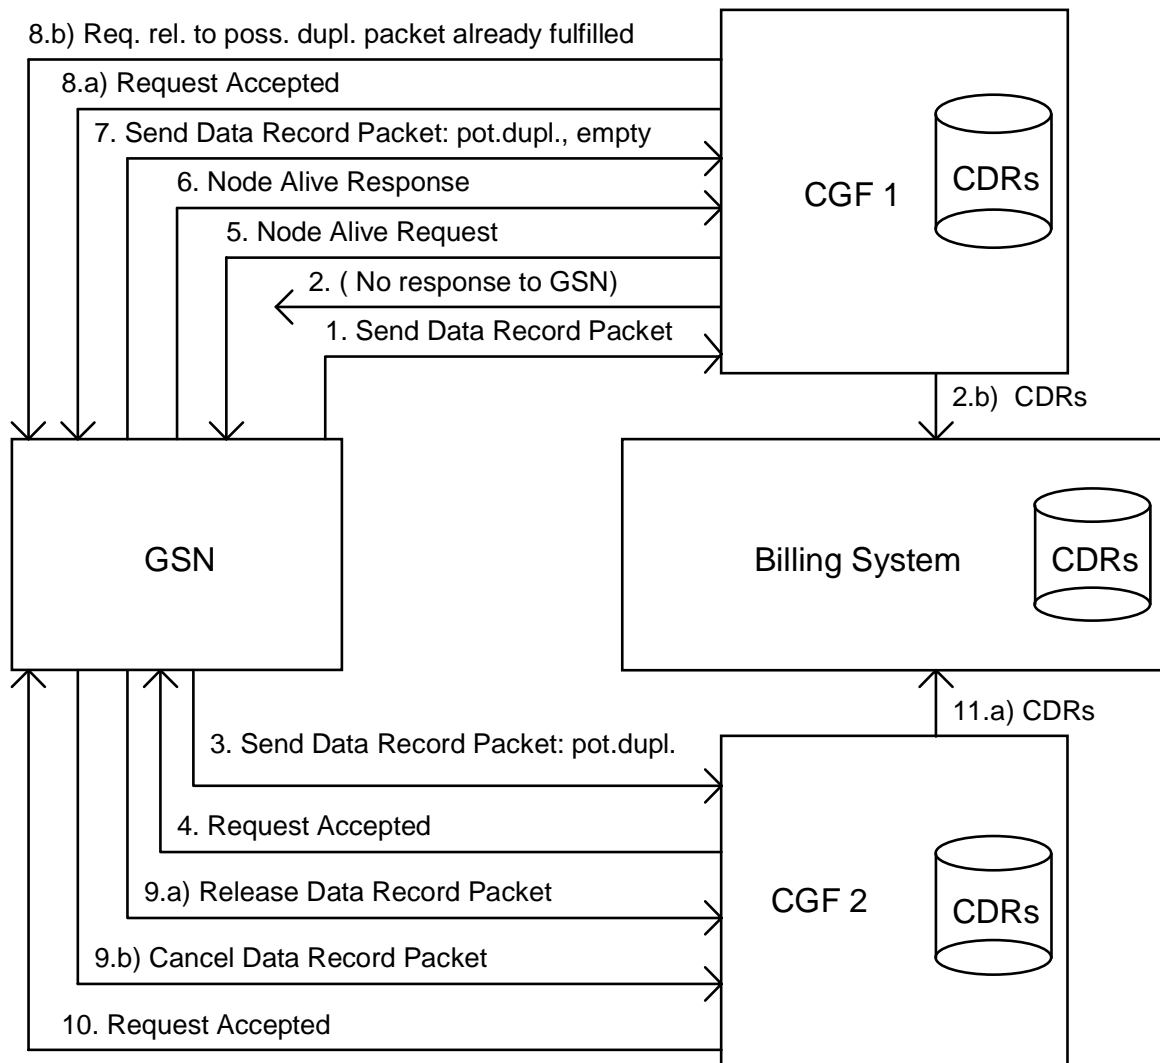 8.b) Req. rel. to poss. dupl. packet already fulfilled
8.a) Request Accepted
7. Send Data Record Packet: pot.dupl., empty
6. Node Alive Response
5. Node Alive Request
2. ( No response to GSN)
1. Send Data Record Packet
CGF 1
CDRs
2.b) CDRs
GSN
Billing System
CDRs
11.a) CDRs
3. Send Data Record Packet: pot.dupl.
4. Request Accepted
9.a) Release Data Record Packet
9.b) Cancel Data Record Packet
10. Request Accepted
CGF 2
CDRs